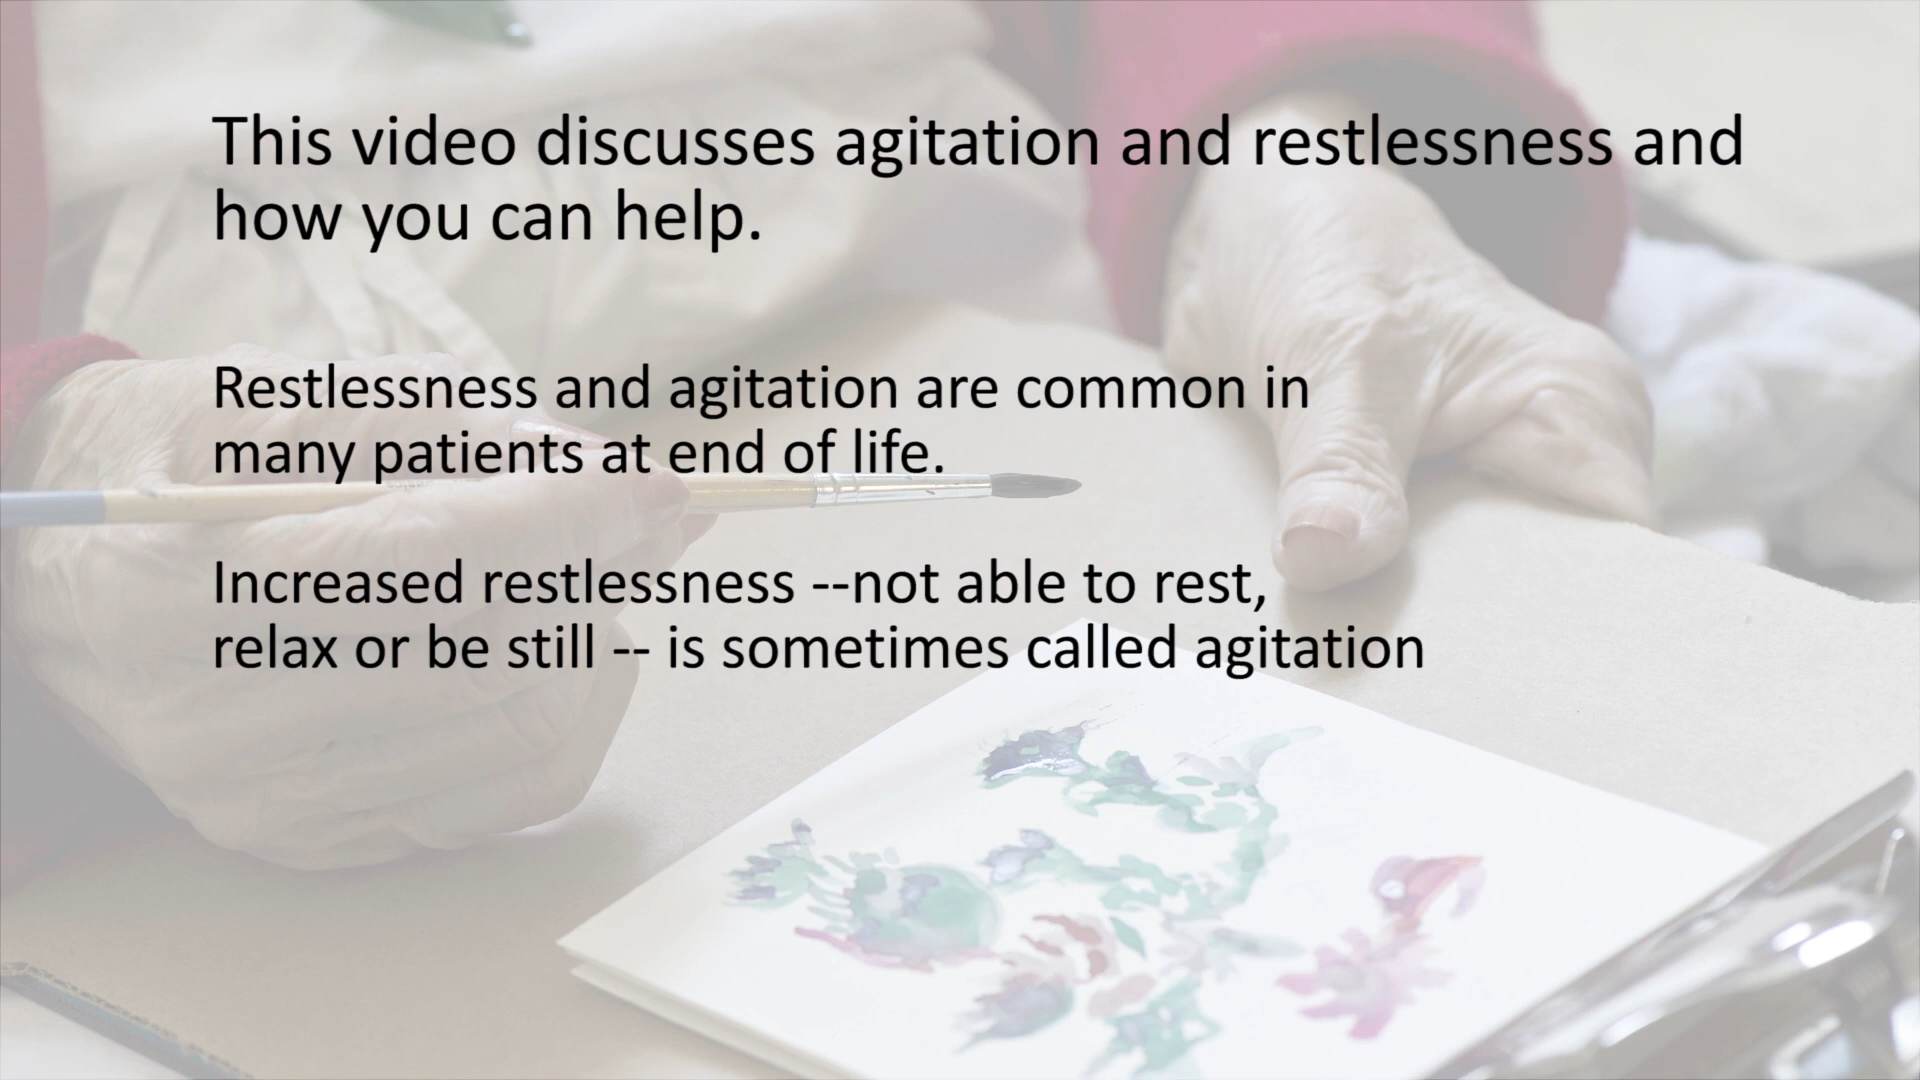 This video discusses agitation and restlessness and
how you can help.
Restlessness and agitation are common in
many patients at end of life.
Increased restlessness --not able to rest,
relax or be still -- is sometimes called agitation